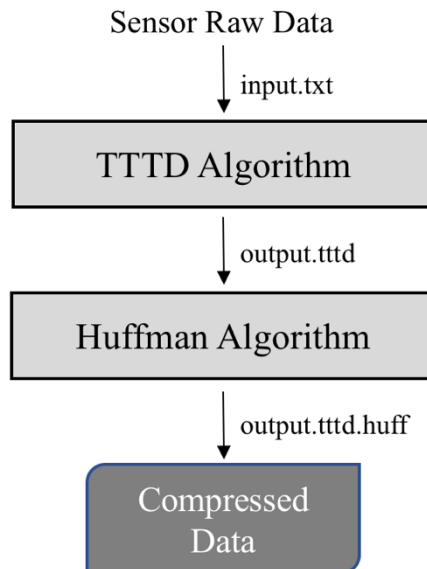 Sensor Raw Data
input.txt
TTTD Algorithm
output.tttd
Huffman Algorithm
output.tttd.huff
Compressed
Data